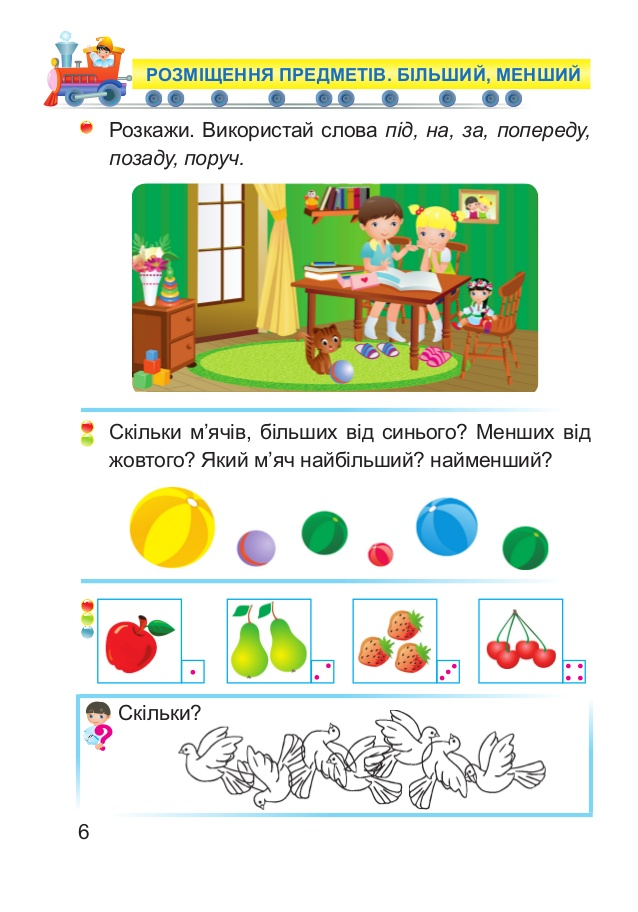 РОЗМІЩЕННЯ ПРЕДМЕТІВ. БІЛЬШИЙ, МЕНШИЙ
Розкажи. Використай слова під, на, за, попереду,
позаду, поруч.
Скільки м’ячів, більших від синього? Менших від
жовтого? Який м’яч найбільший? найменший?
Скільки?
?
6